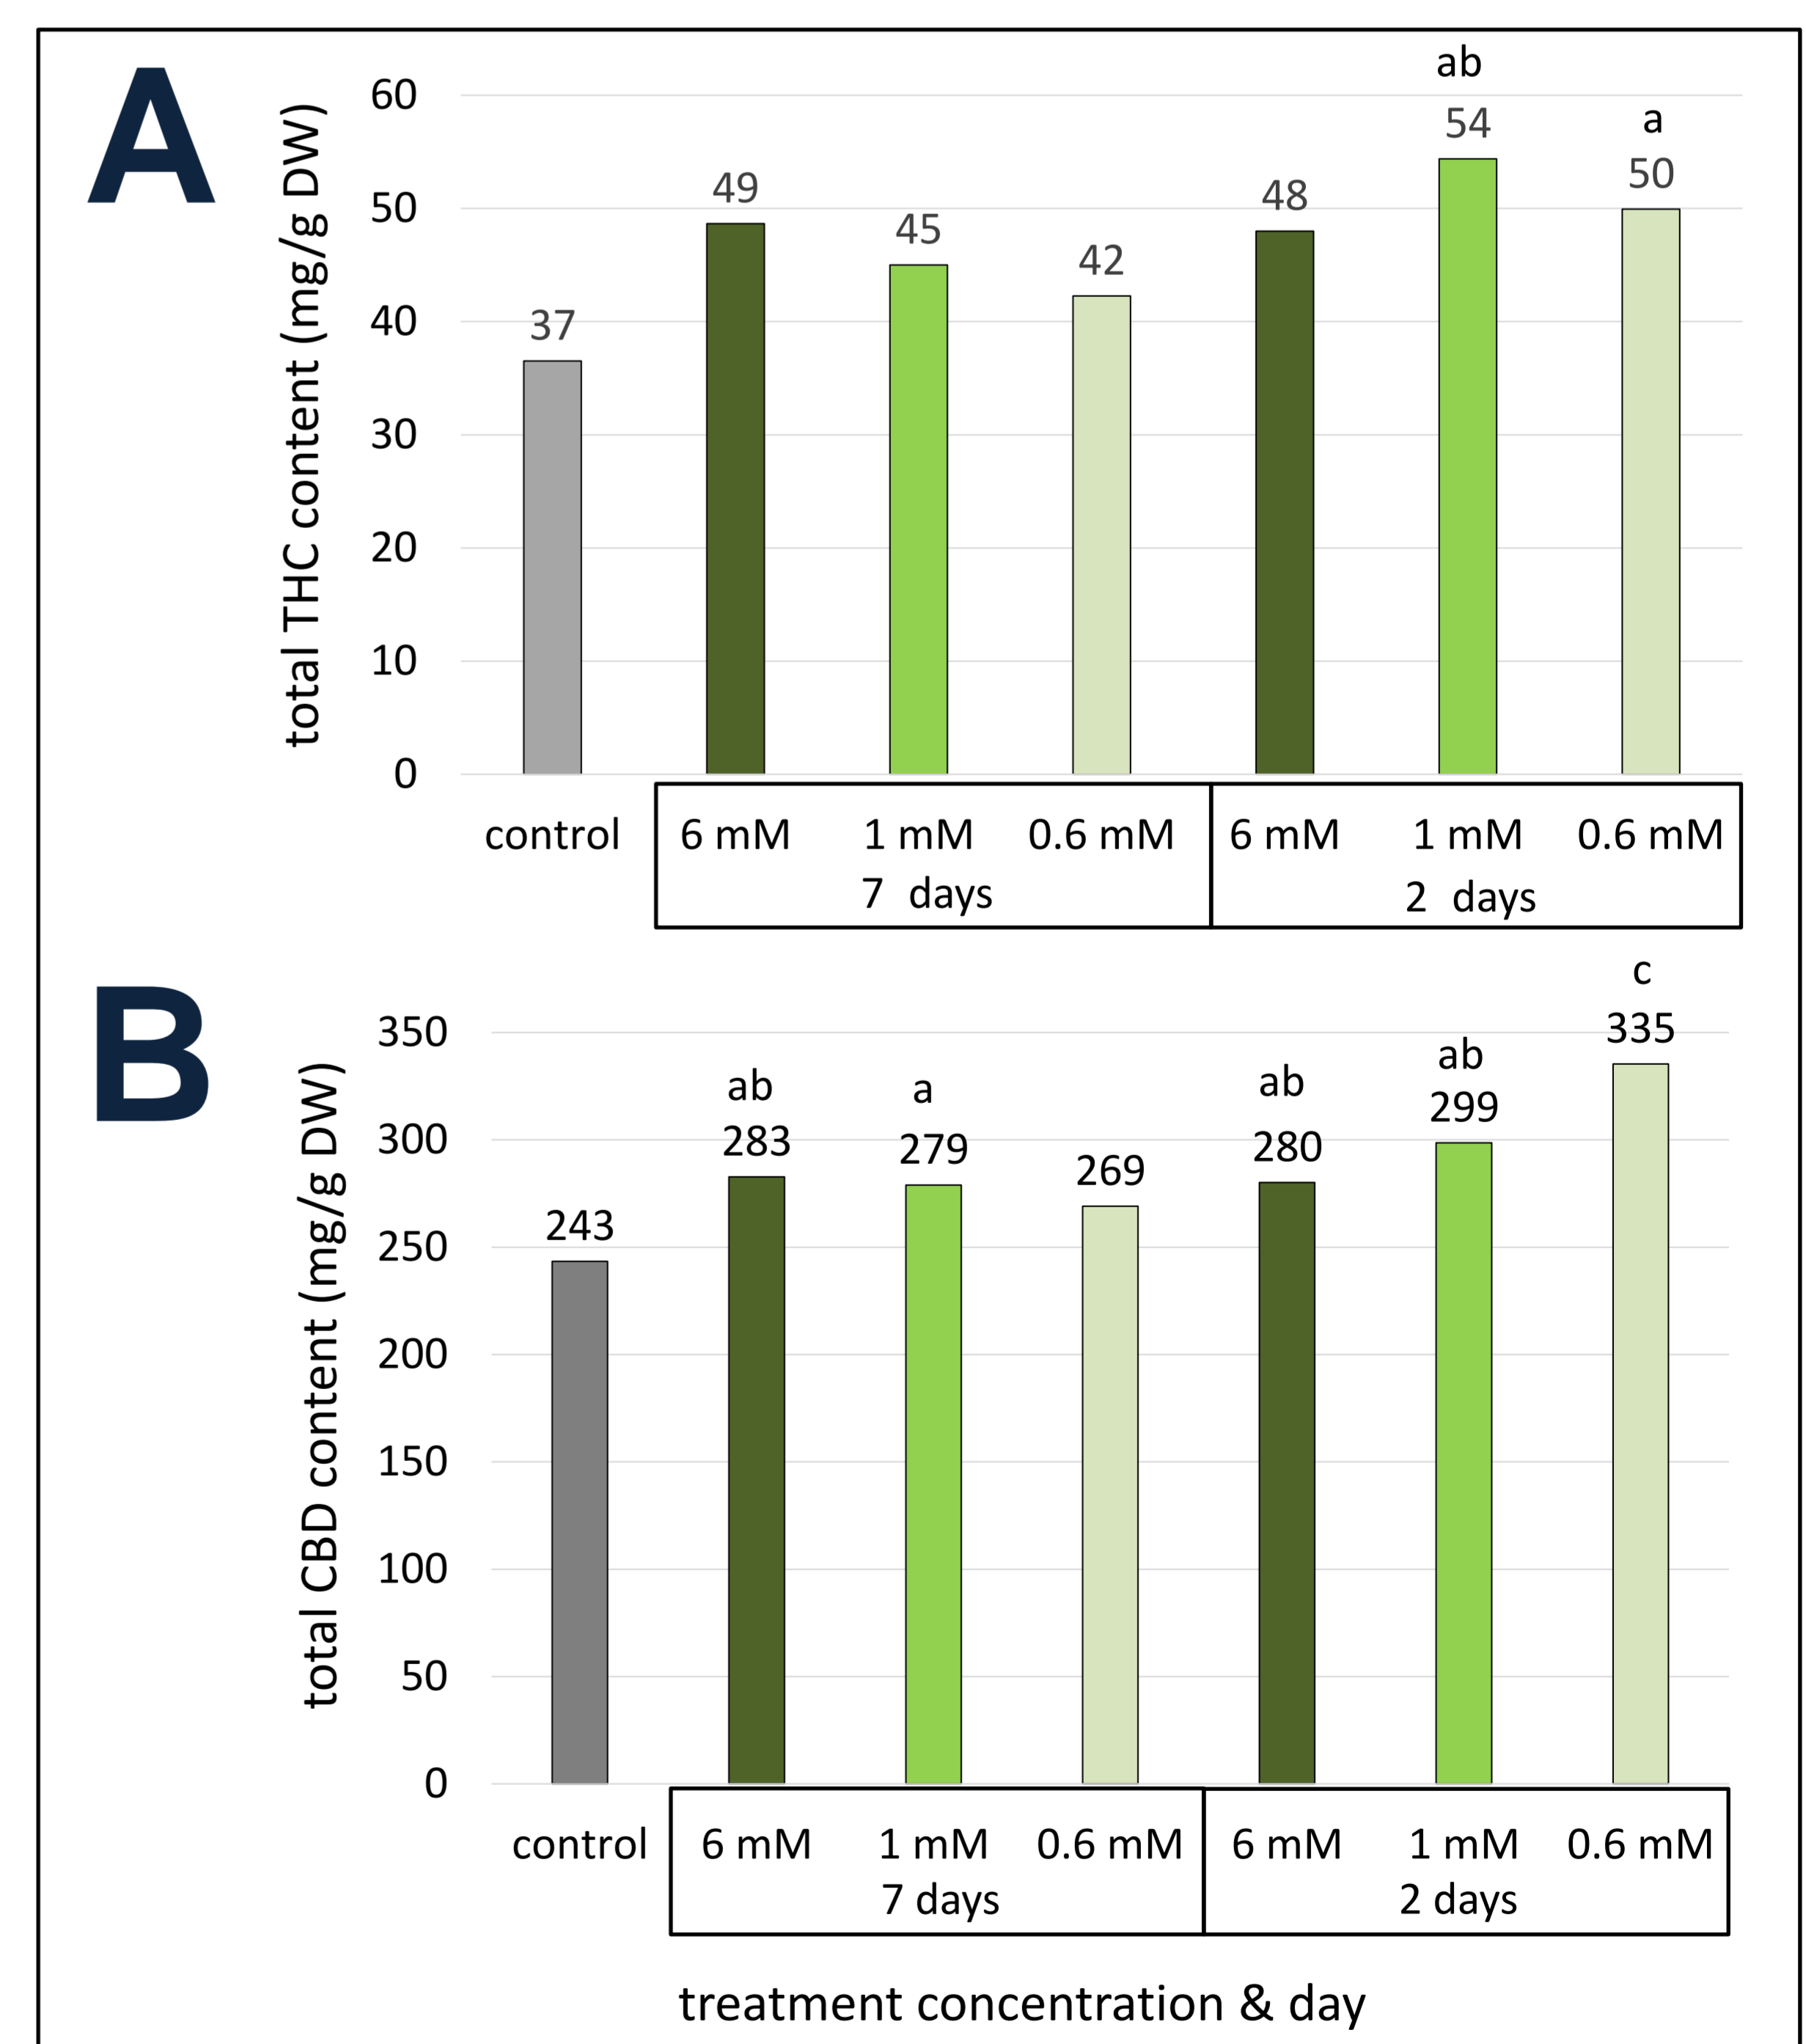 A
total THC content (mg/g DW)
60
50
40
30
20
10
0
ab
a
37
49
45
42
48
54
50
control
6 mM
1 mM
0.6 mM
6 mM
1 mM
0.6 mM
7 days
2 days
B
total CBD content (mg/g DW)
350
300
250
200
150
100
50
0
ab
a
ab
ab
c
243
283
279
269
280
299
335
control
6 mM
1 mM
0.6 mM
6 mM
1 mM
0.6 mM
7 days
2 days
treatment concentration & day